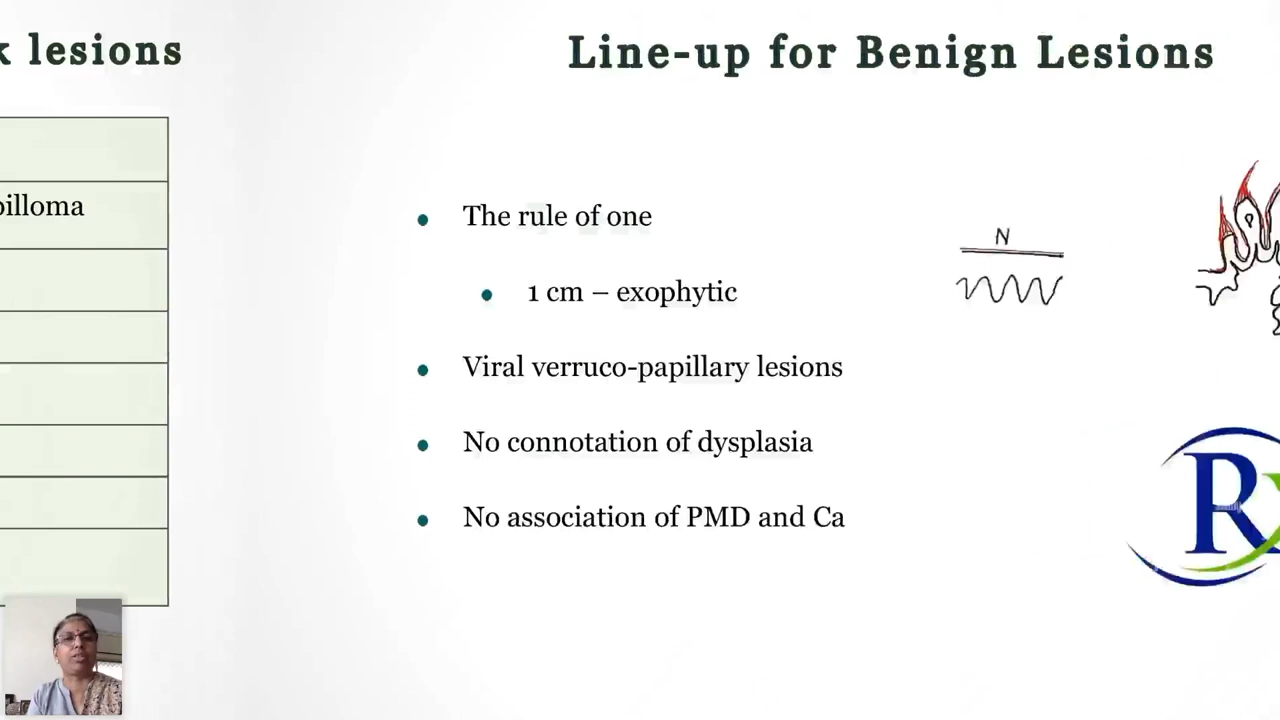 lesions
Line-up for Benign Lesions
pilloma
The rule of one
1 cm – exophytic
Viral verruco-papillary lesions
No connotation of dysplasia
No association of PMD and Ca
N
P
R